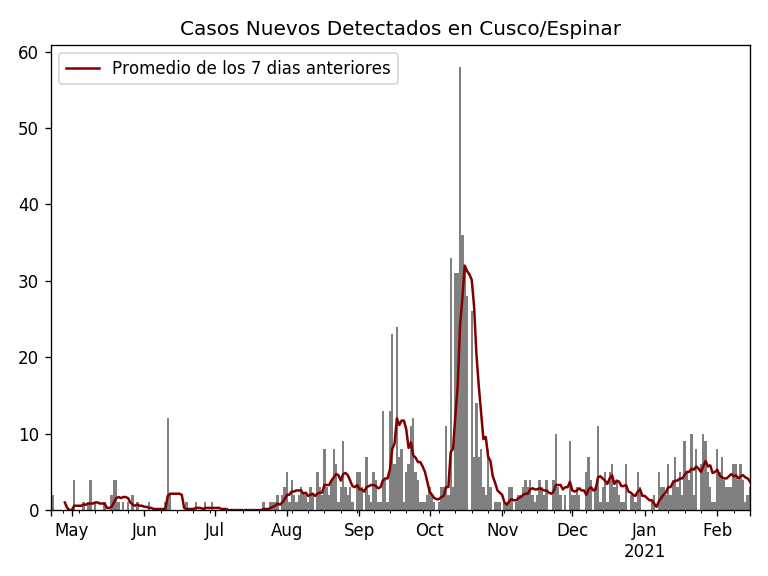 Casos Nuevos Detectados en Cusco/Espinar
Promedio de los 7 dias anteriores
60
50
40
30
20
10
0
May Jun Jul Aug Sep Oct Nov Dec Jan Feb
2021